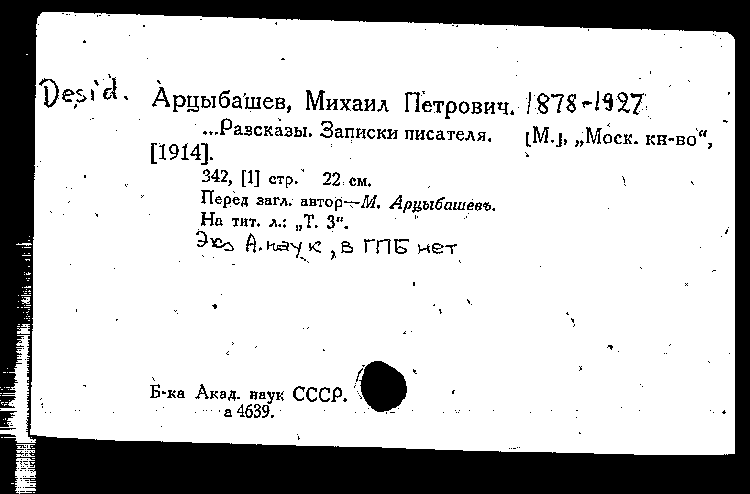 Desid. Арцыбашев, Михаил Петрович. 1878-1927
...Разсказы. Записки писателя. [М.], „Моск. кн-во“,
[1914].
342, [1] стр. 22 см.
Перед загл. автор—М. Арцыбашевъ.
На тит. л.: „Т. 3“.
Экз А.наук, в ГПБ нет
Б-ка Акад. наук СССР.
а 4639.